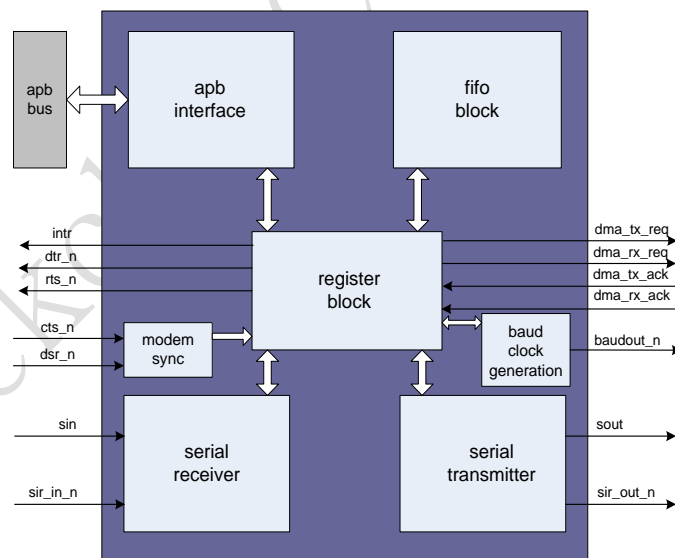 apb
bus
apb
interface
fifo
block
intr
dtr_n
rts_n
cts_n
dsr_n
modem
sync
register
block
dma_tx_req
dma_rx_req
dma_tx_ack
dma_rx_ack
baud
clock
generation
baudout_n
sin
sir_in_n
serial
receiver
serial
transmitter
sout
sir_out_n